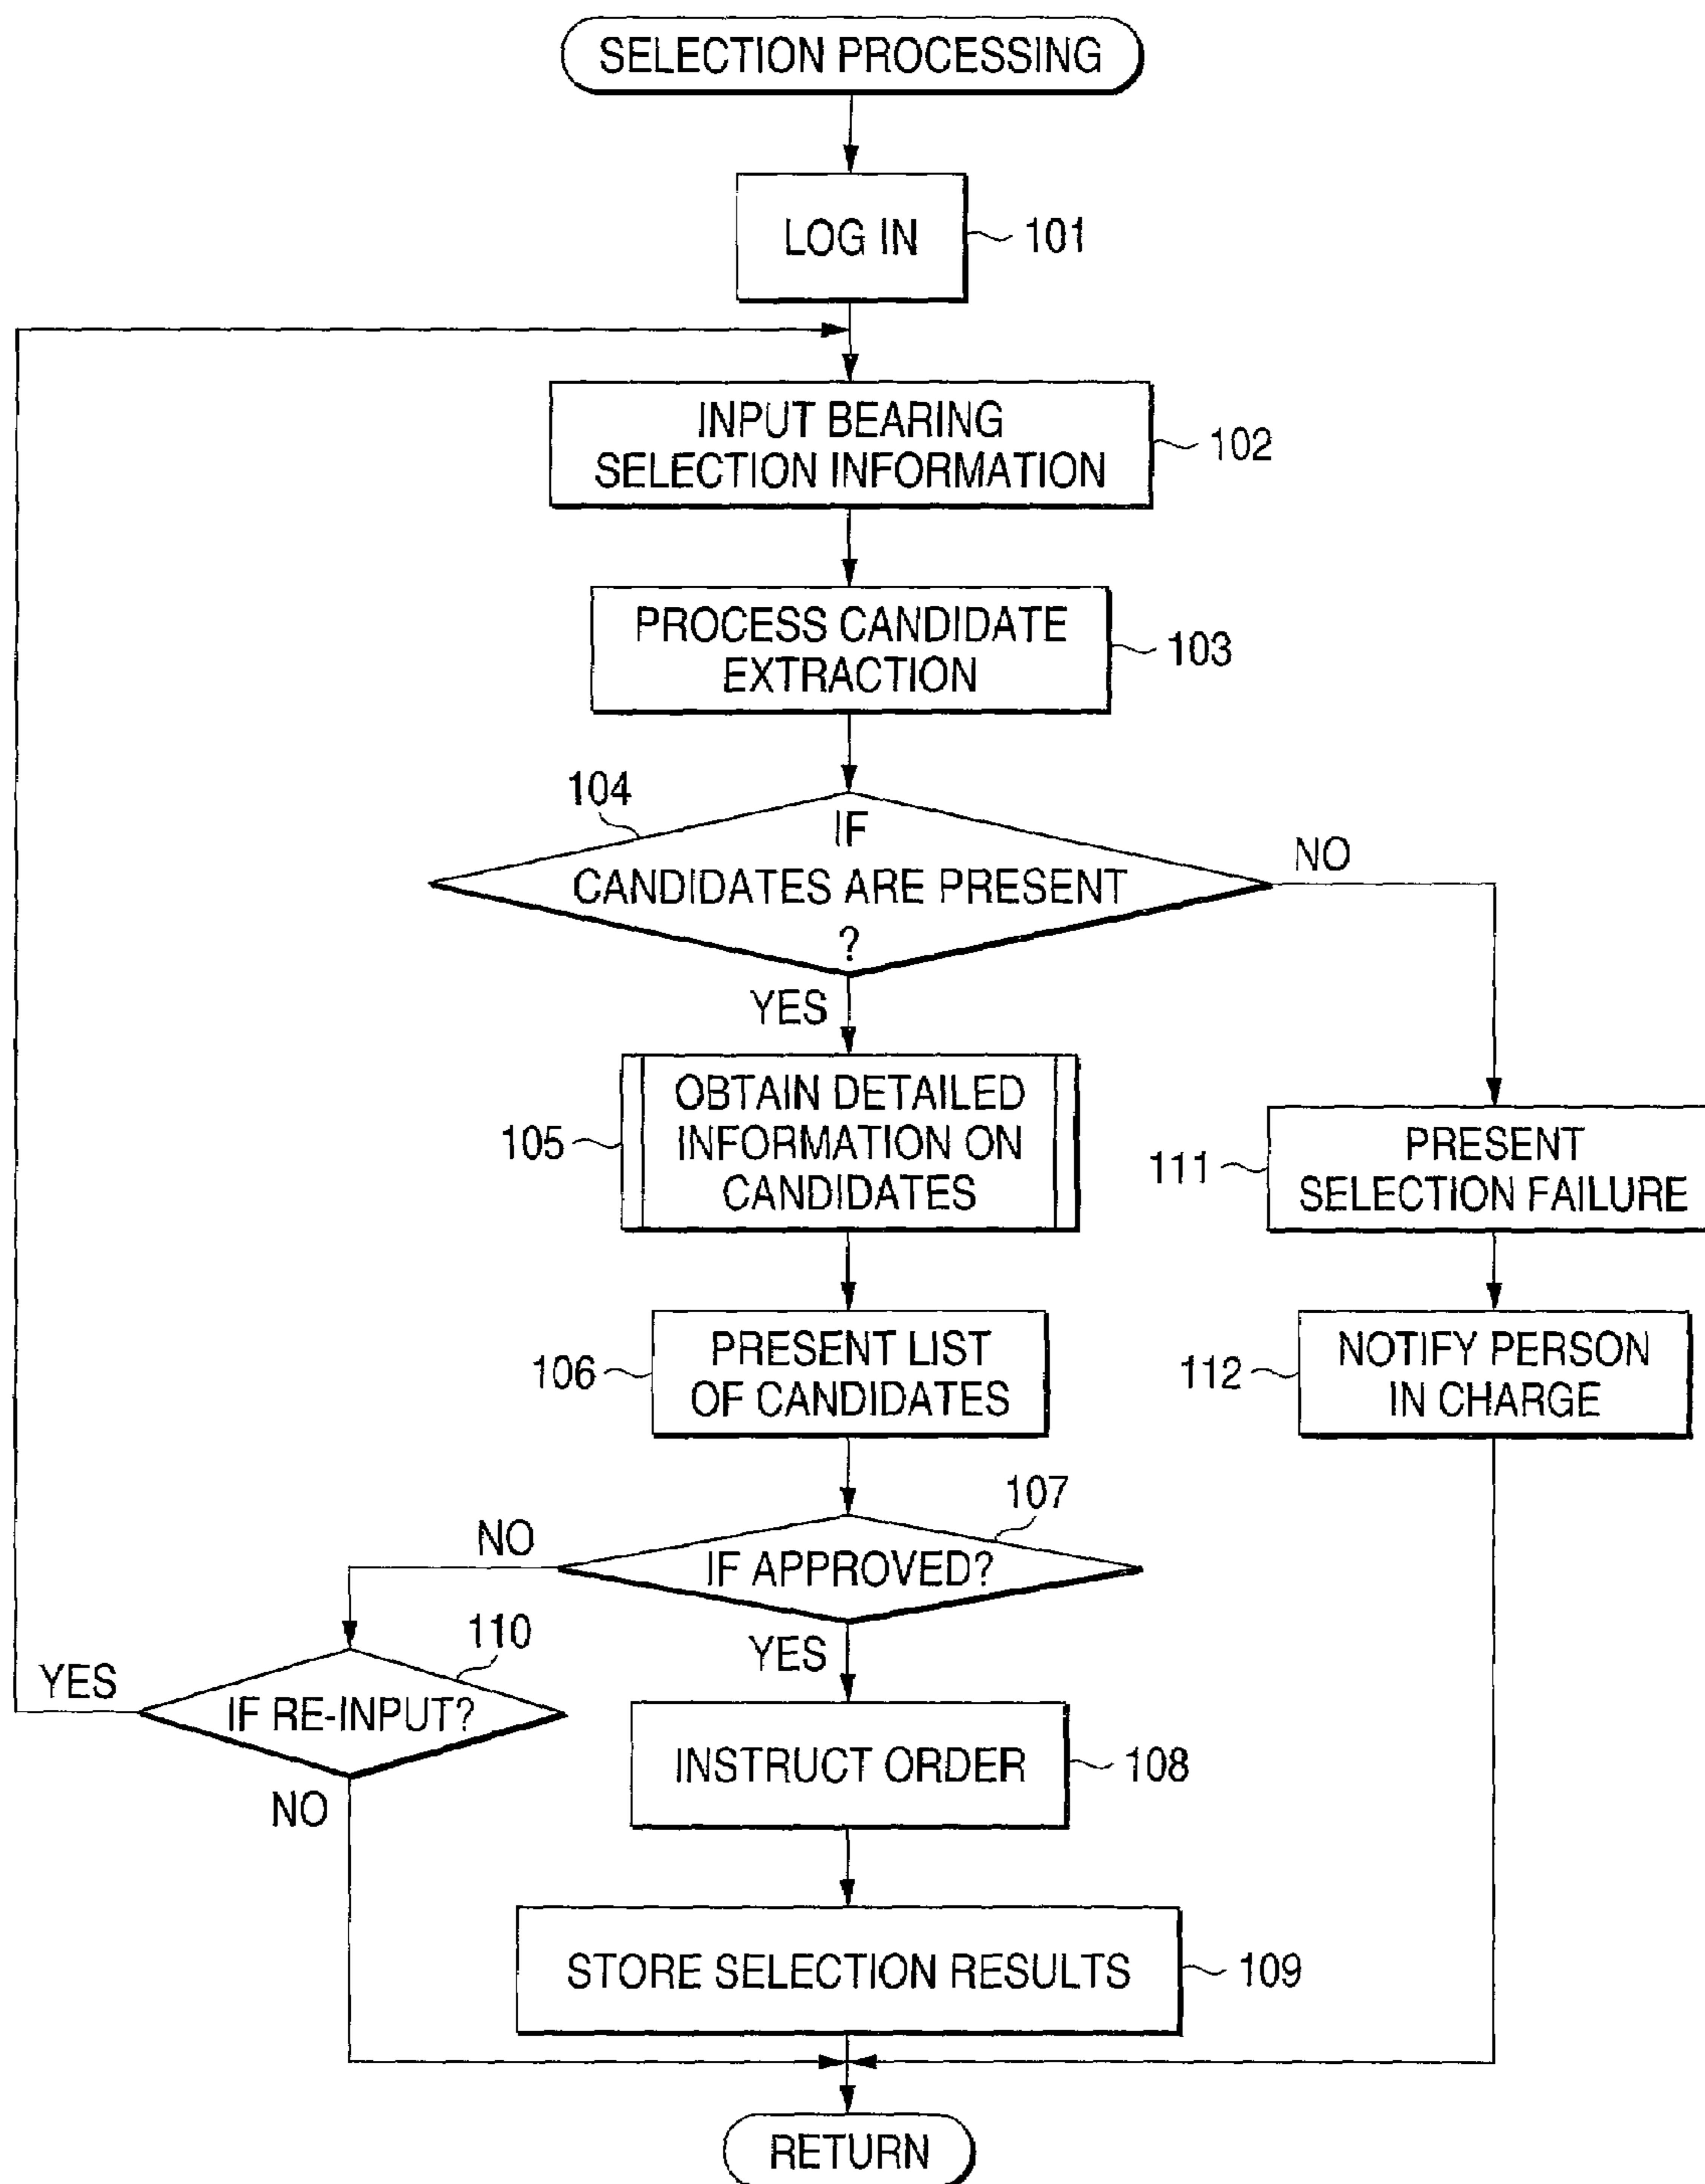 SELECTION PROCESSING
LOG IN
101
INPUT BEARING
SELECTION INFORMATION
102
PROCESS CANDIDATE
EXTRACTION
103
104
IF
CANDIDATES ARE PRESENT
?
NO
YES
OBTAIN DETAILED
INFORMATION ON
CANDIDATES
105
PRESENT
SELECTION FAILURE
111
PRESENT LIST
OF CANDIDATES
106
NOTIFY PERSON
IN CHARGE
112
107
NO
IF APPROVED?
YES
110
YES
IF RE-INPUT?
NO
INSTRUCT ORDER
108
STORE SELECTION RESULTS
109
RETURN